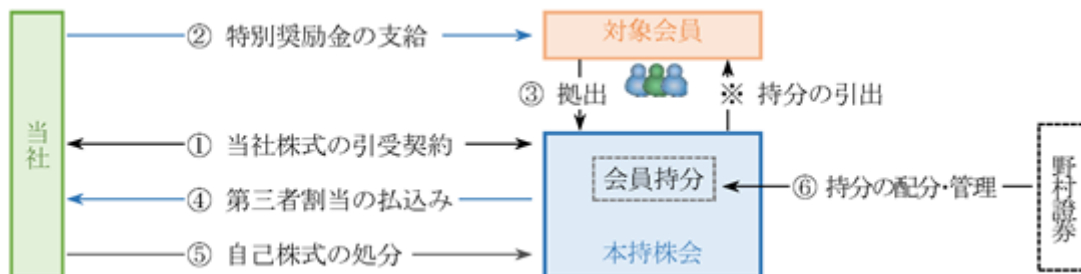 ② 特別奨励金の支給
対象会員
③ 拠出
※ 持分の引出
当社
① 当社株式の引受契約
会員持分
⑥ 持分の配分・管理
野村證券
④ 第三者割当の払込み
⑤ 自己株式の処分
本持株会